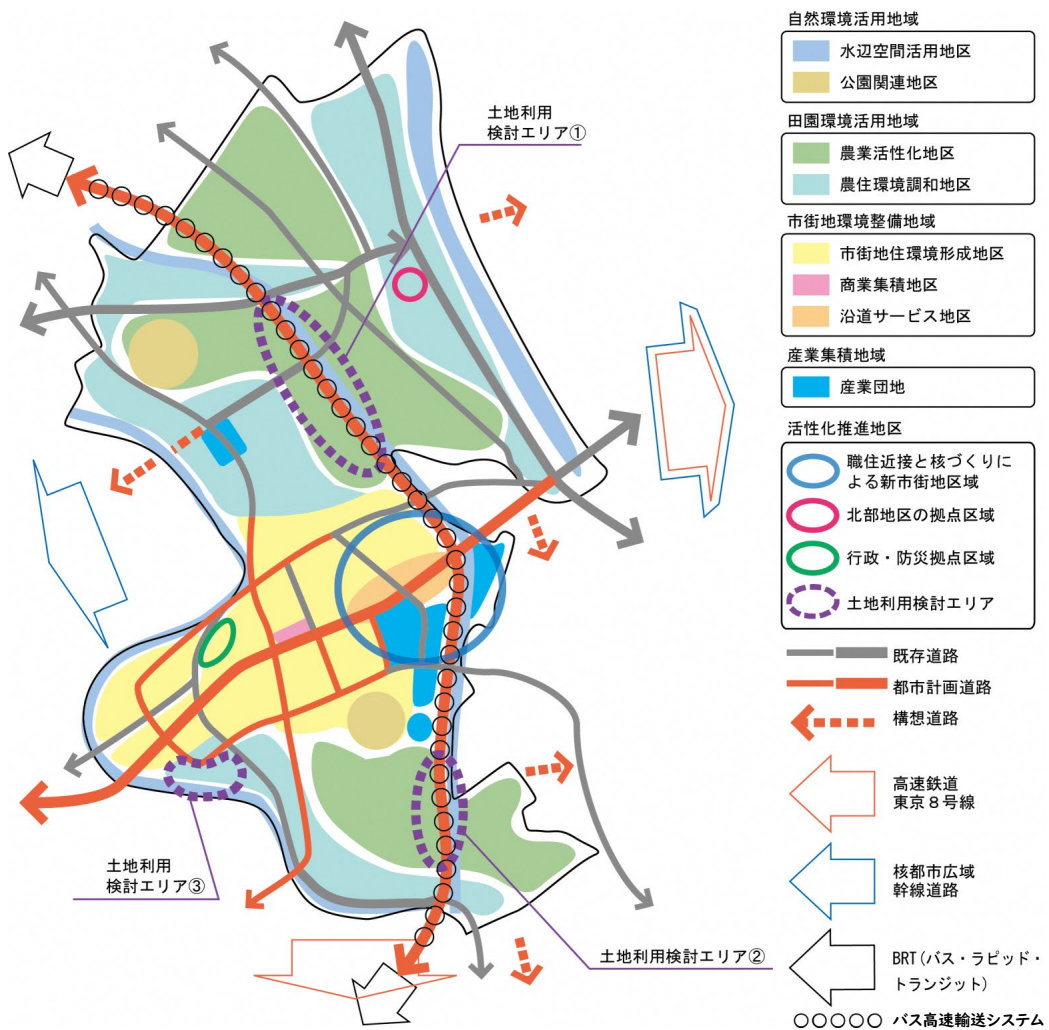 土地利用
検討エリア①
土地利用
検討エリア③
土地利用検討エリア②
自然環境活用地域
水辺空間活用地区
公園関連地区
田園環境活用地域
農業活性化地区
農住環境調和地区
市街地環境整備地域
市街地住環境形成地区
商業集積地区
沿道サービス地区
産業集積地域
産業団地
活性化推進地区
職住近接と核づくりに
よる新市街地区域
北部地区の拠点区域
行政・防災拠点区域
土地利用検討エリア
既存道路
都市計画道路
構想道路
高速鉄道
東京８号線
核都市広域
幹線道路
BRT(バス・ラピッド・
トランジット)
バス高速輸送システム